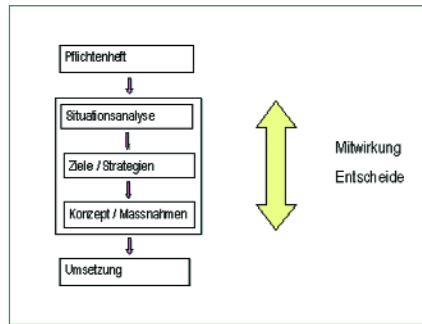 Pflichtenheft
Situationsanalyse
Ziele / Strategien
Konzept / Massnahmen
Umsetzung
Mitwirkung
Entscheide